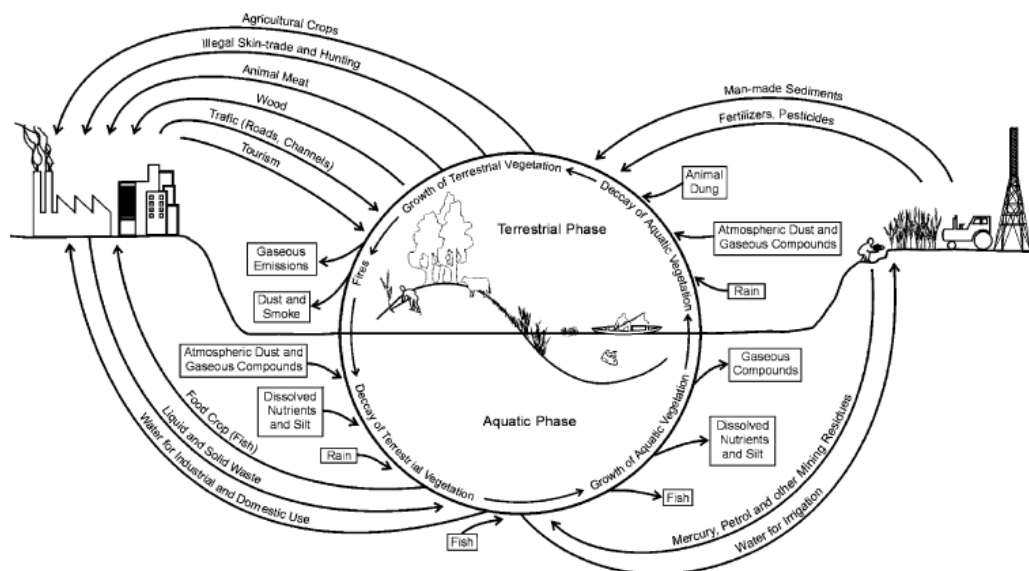 Agricultural Crops
Illegal Skin-trade and Hunting
Animal Meat
Wood
Trafic (Roads, Channels)
Tourism
Man-made Sediments
Fertilizers, Pesticides
Growth of Terrestrial Vegetation
Deccay of Aquatic Vegetation
Animal
Dung
Terrestrial Phase
Atmospheric Dust and
Gaseous Compounds
Gaseous
Emissions
Fires
Rain
Dust and
Smoke
Atmospheric Dust and
Gaseous Compounds
Gaseous
Compounds
Dissolved
Nutrients
and Silt
Aquatic Phase
Dissolved
Nutrients
and Silt
Rain
Deccay of Terrestrial Vegetation
Growth of Aquatic Vegetation
Fish
Fish
Food Crop (Fish)
Liquid and Solid Waste
Water for Industrial and Domestic Use
Mercury, Petrol and other Mining Residues
Water for Irrigation